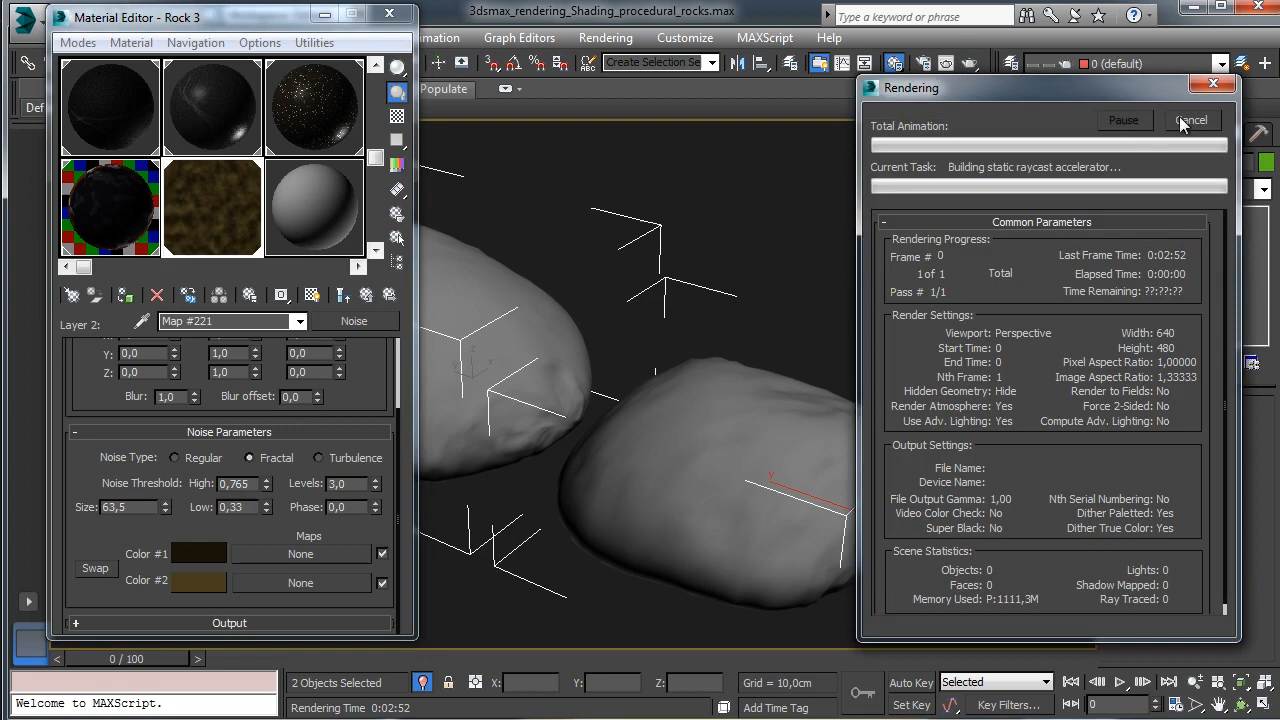 Material Editor - Rock 3
3dsmax_rendering_Shading_procedural_rocks.max
Type a keyword or phrase
Modes Material Navigation Options Utilities
mation Graph Editors Rendering Customize MAXScript Help
Create Selection Se
0 (default)
Populate
Def
Layer 2: Map #221 Noise
Y: 0,0 1,0 0,0
Z: 0,0 1,0 0,0
Blur: 1,0 Blur offset: 0,0
- Noise Parameters
Noise Type: Regular Fractal Turbulence
Noise Threshold: High: 0,765 Levels: 3,0
Size: 63,5 Low: 0,33 Phase: 0,0
Maps
Color #1 None
Swap
Color #2 None
+ Output
z
x
y
Y
Rendering
Pause Cancel
Total Animation:
Current Task: Building static raycast accelerator...
- Common Parameters
Rendering Progress:
Frame # 0 Last Frame Time: 0:02:52
1 of 1 Total Elapsed Time: 0:00:00
Pass # 1/1 Time Remaining: ??:??:??
Render Settings:
Viewport: Perspective Width: 640
Start Time: 0 Height: 480
End Time: 0 Pixel Aspect Ratio: 1,00000
Nth Frame: 1 Image Aspect Ratio: 1,33333
Hidden Geometry: Hide Render to Fields: No
Render Atmosphere: Yes Force 2-Sided: No
Use Adv. Lighting: Yes Compute Adv. Lighting: No
Output Settings:
File Name:
Device Name:
File Output Gamma: 1,00 Nth Serial Numbering: No
Video Color Check: No Dither Paletted: Yes
Super Black: No Dither True Color: Yes
Scene Statistics:
Objects: 0 Lights: 0
Faces: 0 Shadow Mapped: 0
Memory Used: P:1111,3M Ray Traced: 0
< 0 / 100 >
2 Objects Selected X: Y: Z: Grid = 10,0cm Auto Key Selected
Welcome to MAXScript. Rendering Time 0:02:52 Add Time Tag Set Key Key Filters... 0